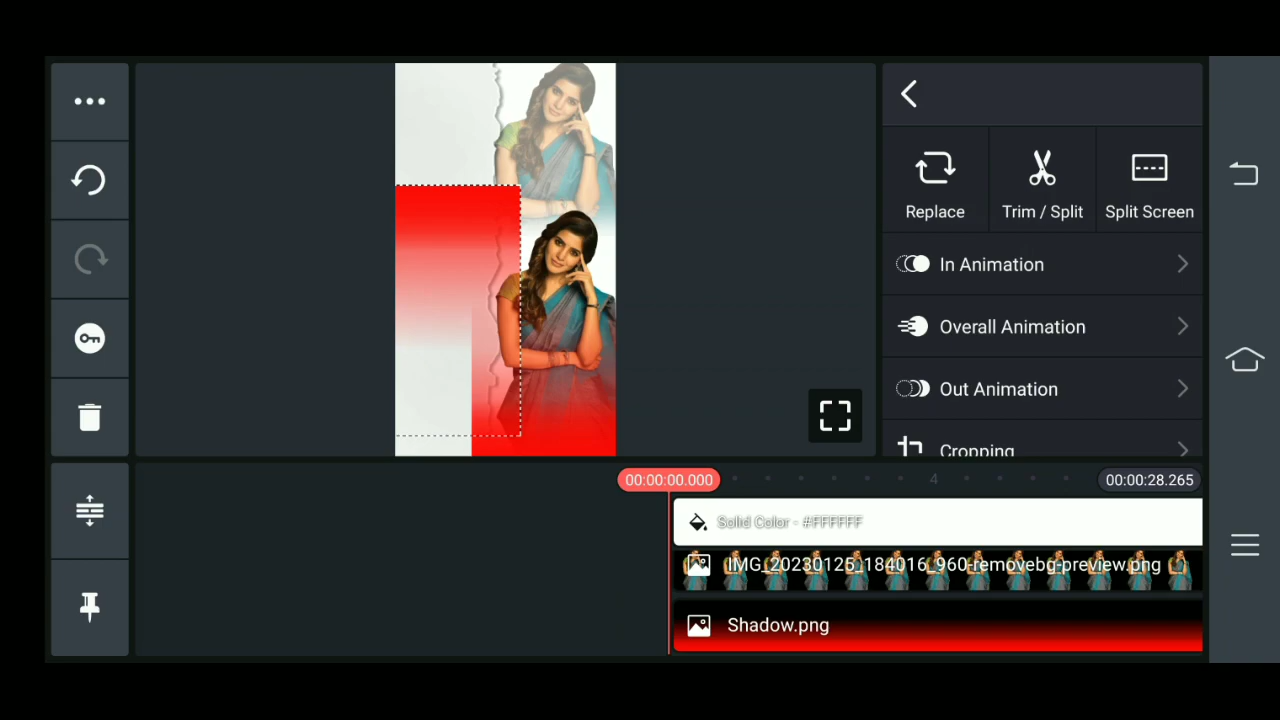 Replace
Trim / Split
Split Screen
In Animation
Overall Animation
Out Animation
Cropping
00:00:00.000
4
00:00:28.265
Solid Color - #FFFFFF
IMG_20230125_184016_960-removebg-preview.png
Shadow.png